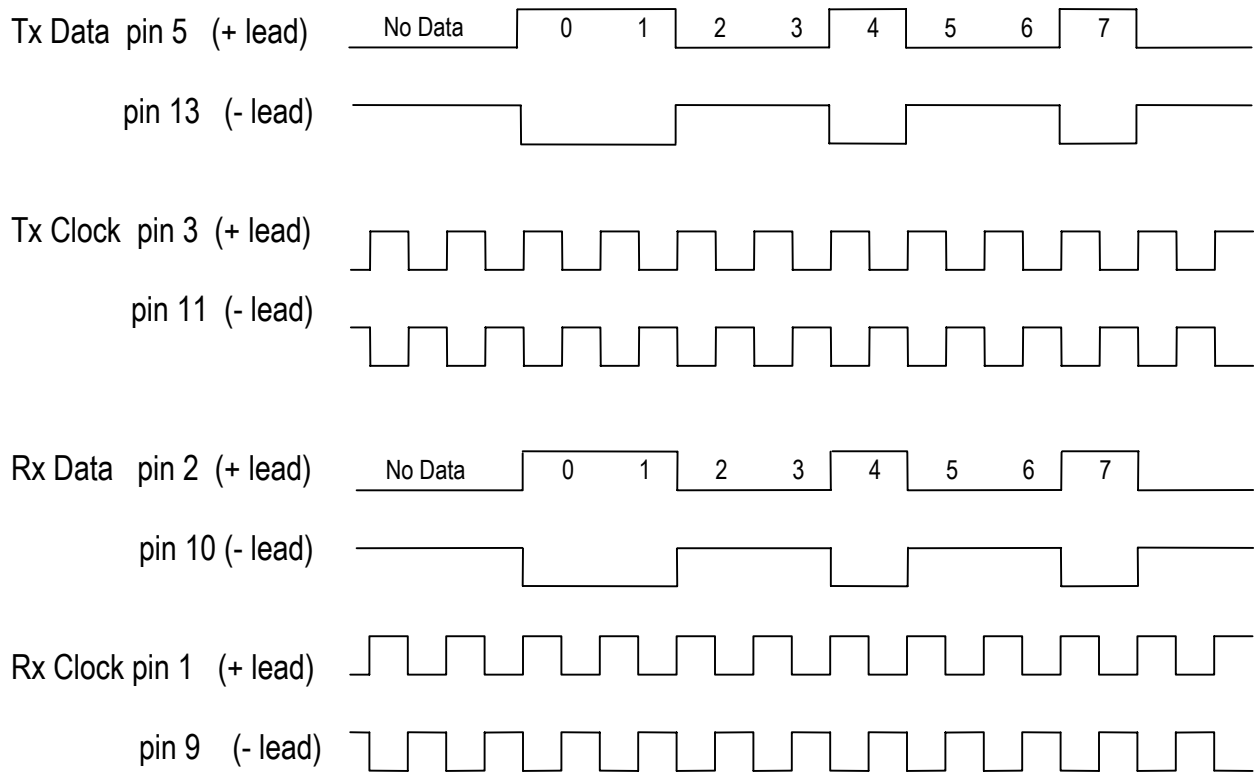 Tx Data pin 5 (+ lead) No Data 0 1 2 3 4 5 6 7
pin 13 (- lead)
Tx Clock pin 3 (+ lead)
pin 11 (- lead)
Rx Data pin 2 (+ lead) No Data 0 1 2 3 4 5 6 7
pin 10 (- lead)
Rx Clock pin 1 (+ lead)
pin 9 (- lead)